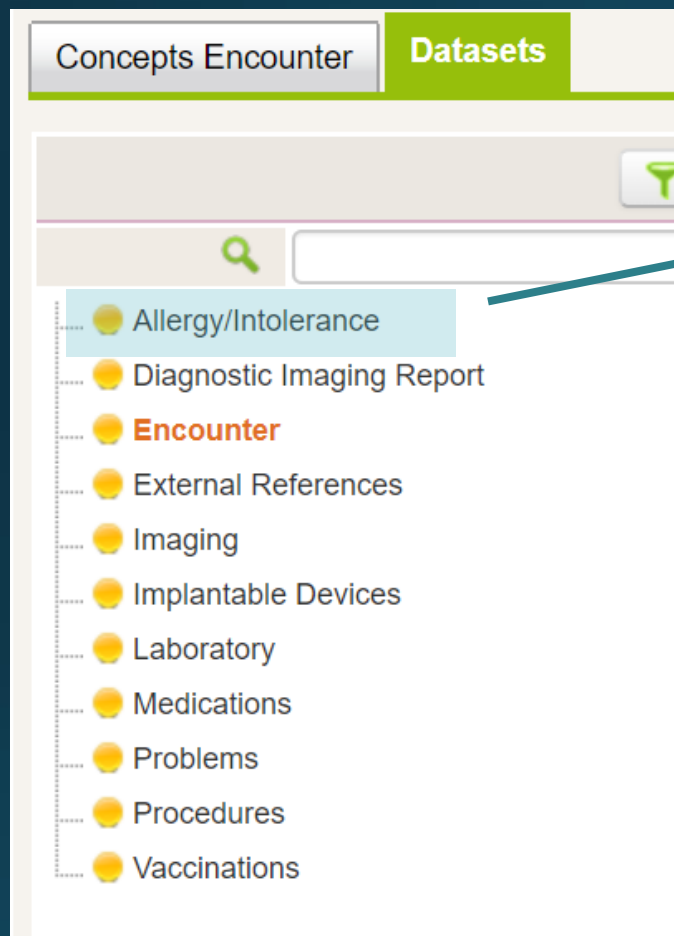 Concepts Encounter
Datasets
Allergy/Intolerance
Diagnostic Imaging Report
Encounter
External References
Imaging
Implantable Devices
Laboratory
Medications
Problems
Procedures
Vaccinations